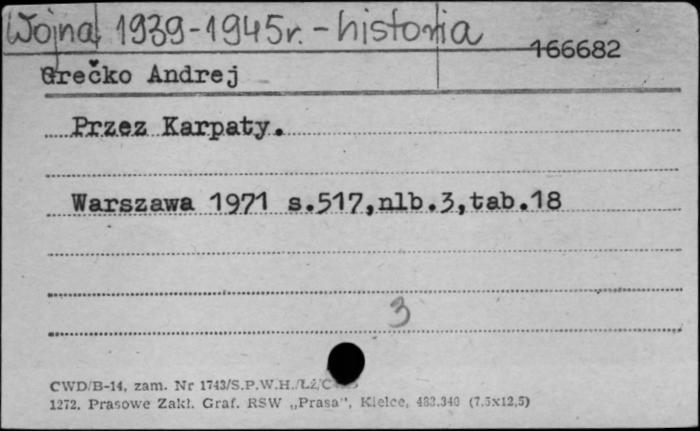 Wojna 1939-1945r. - historia
166682
Grečko Andrej
Przez Karpaty.
Warszawa 1971 s.517,nlb.3,tab.18
3
CWD/B-14, zam. Nr 1743/S.P.W.H./LZ/
1272. Prasowe Zakł. Graf. RSW „Prasa", Kielce, 483.340 (7,5x12,5)